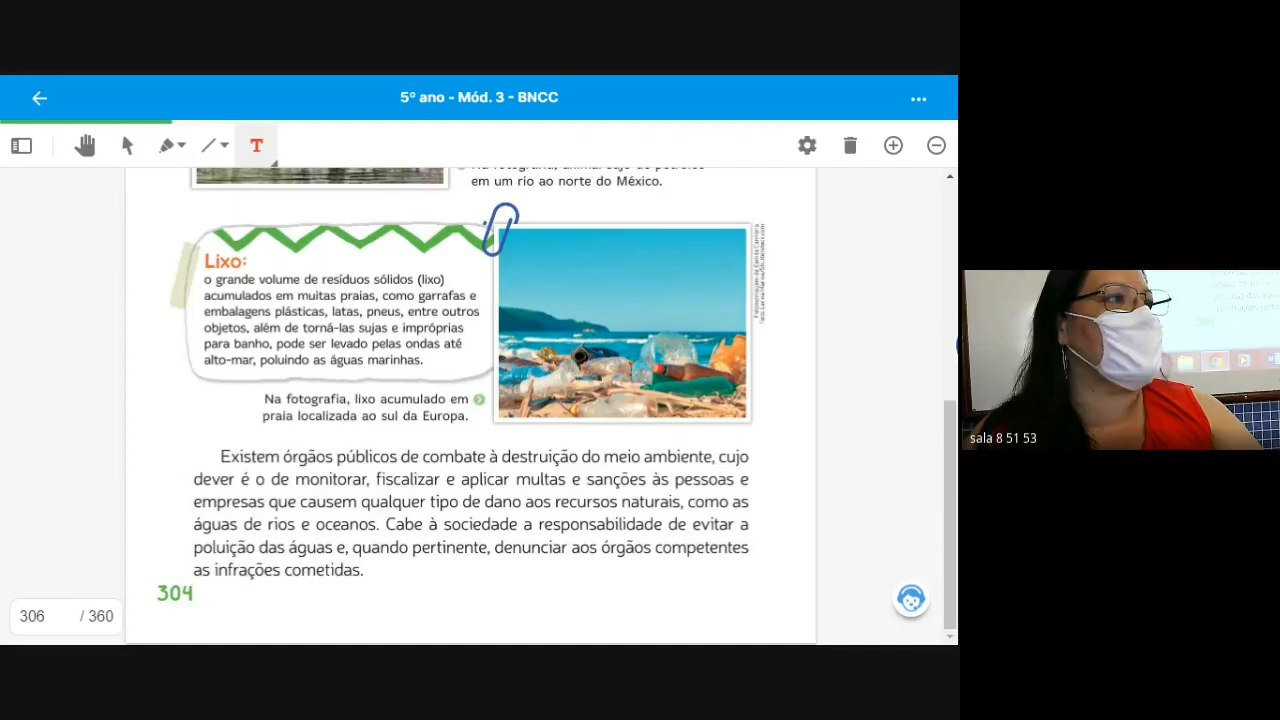 5º ano - Mód. 3 - BNCC
T
em um rio ao norte do México.
Lixo:
o grande volume de resíduos sólidos (lixo)
acumulados em muitas praias, como garrafas e
embalagens plásticas, latas, pneus, entre outros
objetos, além de torná-las sujas e impróprias
para banho, pode ser levado pelas ondas até
alto-mar, poluindo as águas marinhas.
Na fotografia, lixo acumulado em
praia localizada ao sul da Europa.
Existem órgãos públicos de combate à destruição do meio ambiente, cujo
dever é o de monitorar, fiscalizar e aplicar multas e sanções às pessoas e
empresas que causem qualquer tipo de dano aos recursos naturais, como as
águas de rios e oceanos. Cabe à sociedade a responsabilidade de evitar a
poluição das águas e, quando pertinente, denunciar aos órgãos competentes
as infrações cometidas.
304
306 / 360
sala 8 51 53